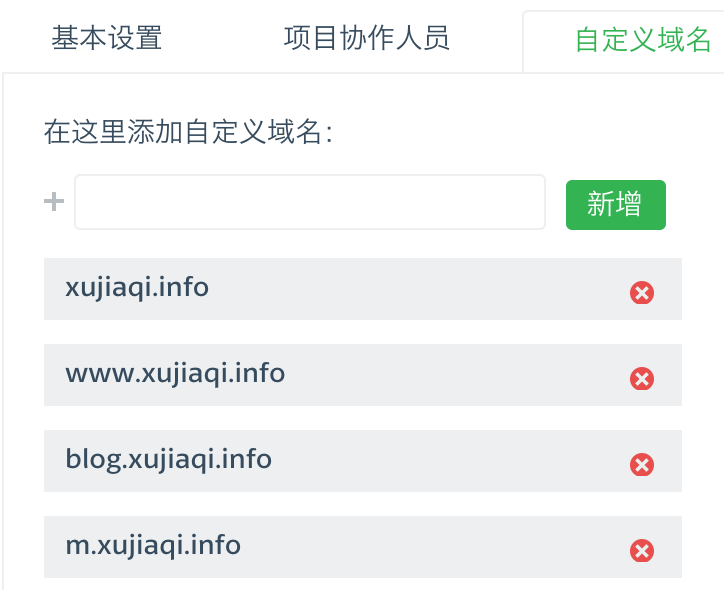 基本设置 项目协作人员 自定义域名
在这里添加自定义域名：
新增
xujiaqi.info
www.xujiaqi.info
blog.xujiaqi.info
m.xujiaqi.info